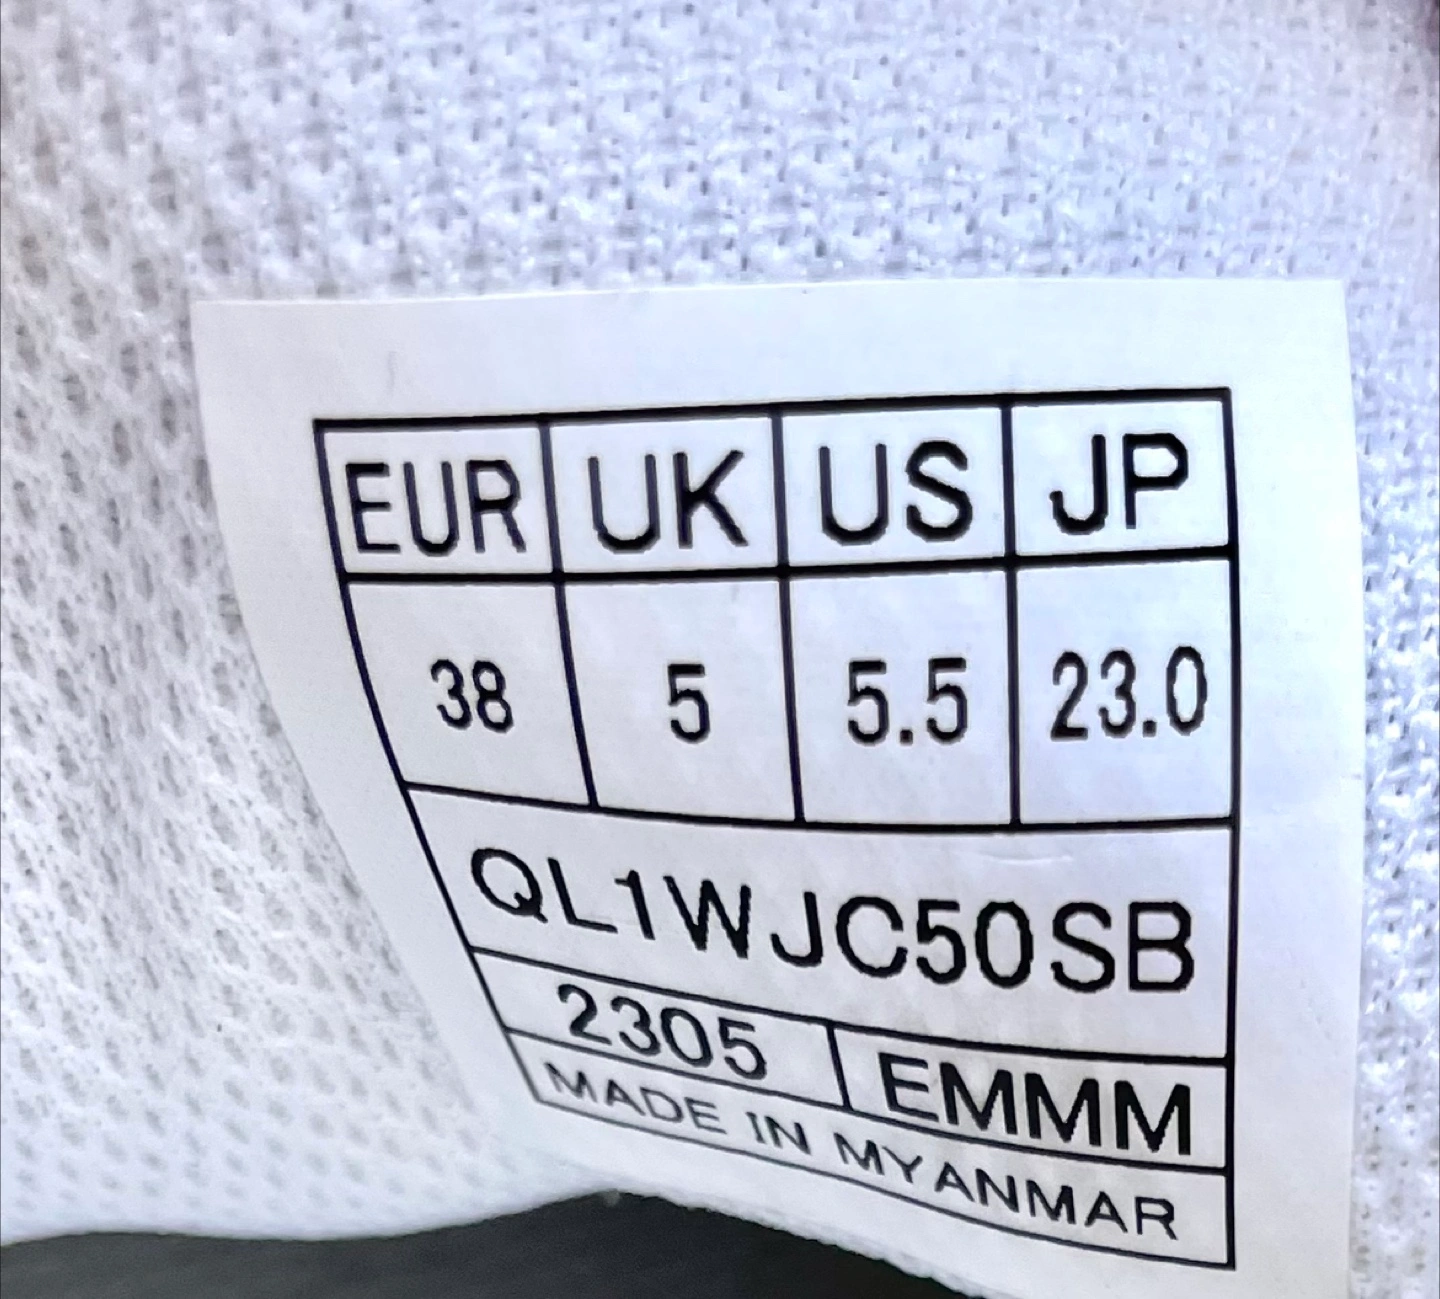 EUR UK US JP
38 5 5.5 23.0
QL1WJC50SB
2305 EMMM
MADE IN MYANMAR